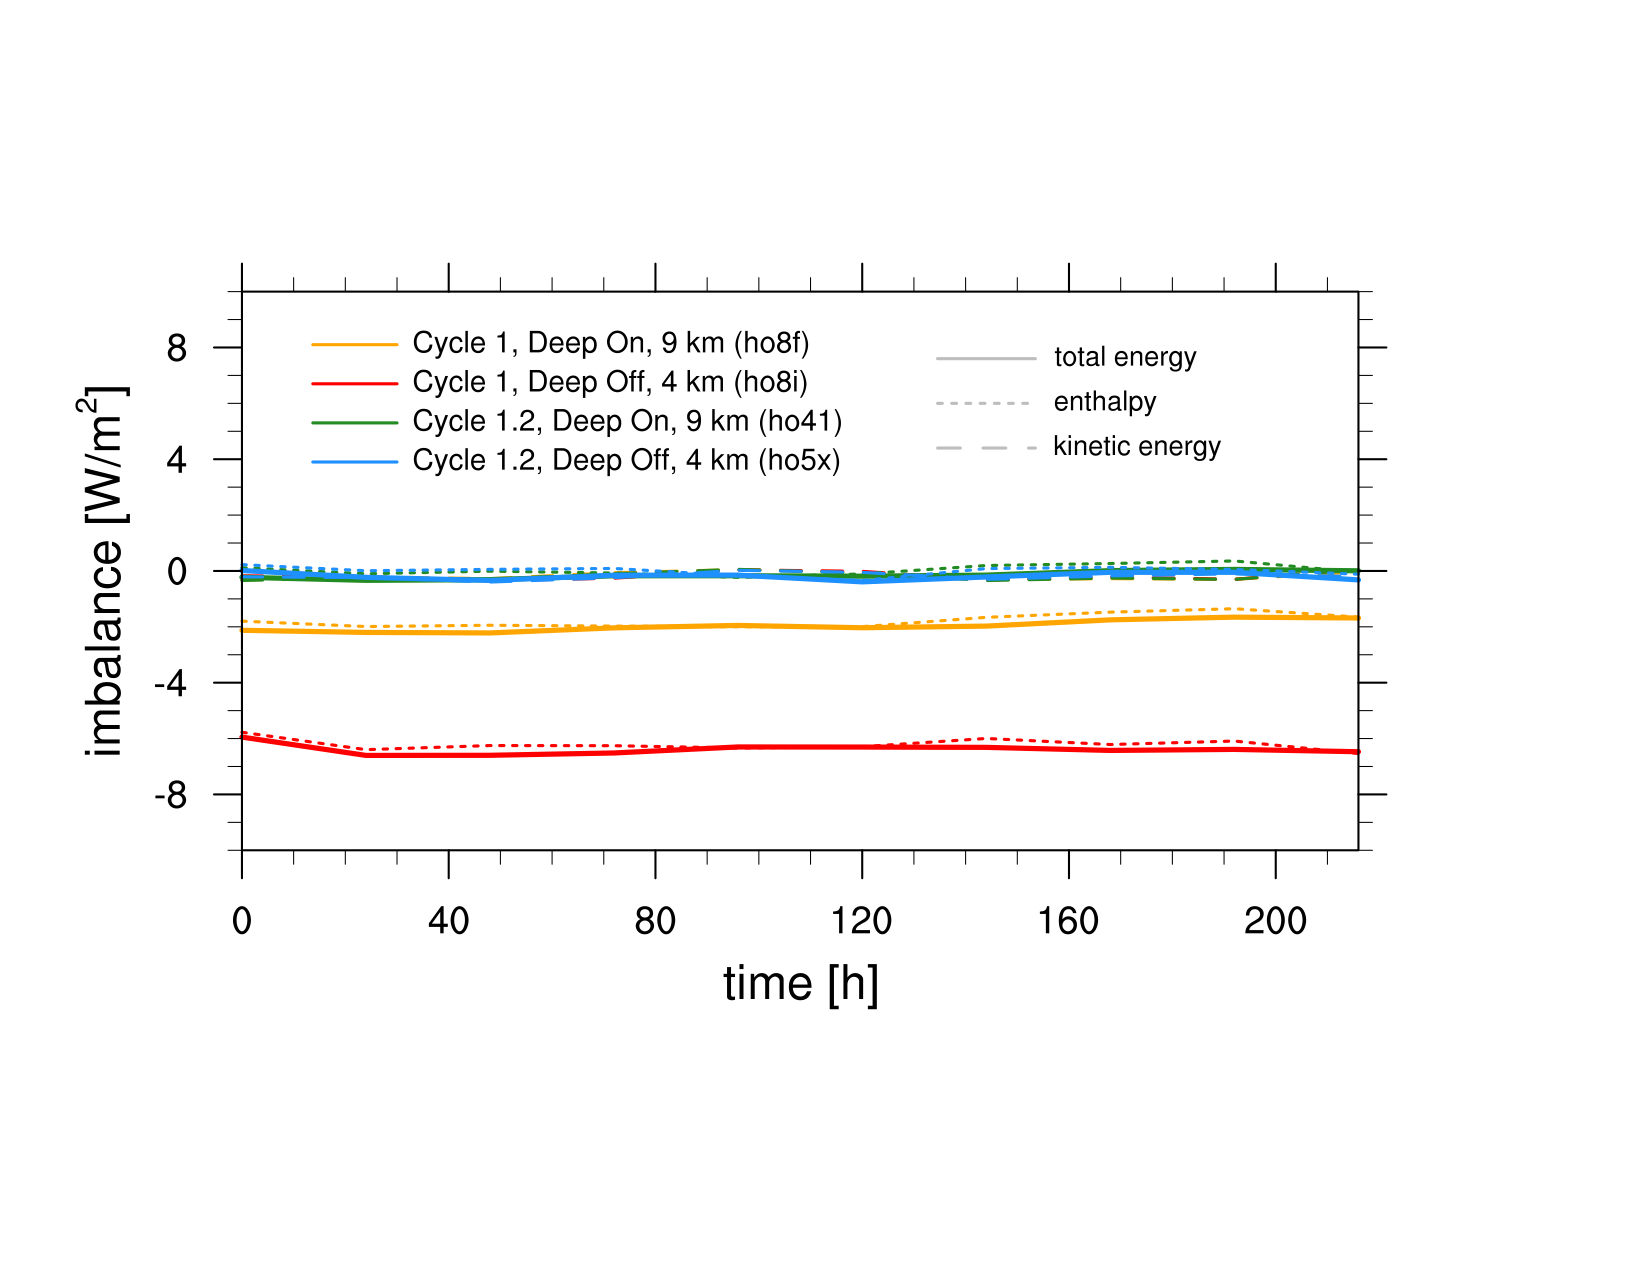 Cycle 1, Deep On, 9 km (ho8f)
Cycle 1, Deep Off, 4 km (ho8i)
Cycle 1.2, Deep On, 9 km (ho41)
Cycle 1.2, Deep Off, 4 km (ho5x)
total energy
enthalpy
kinetic energy
imbalance [W/m²]
8
4
0
-4
-8
0 40 80 120 160 200
time [h]